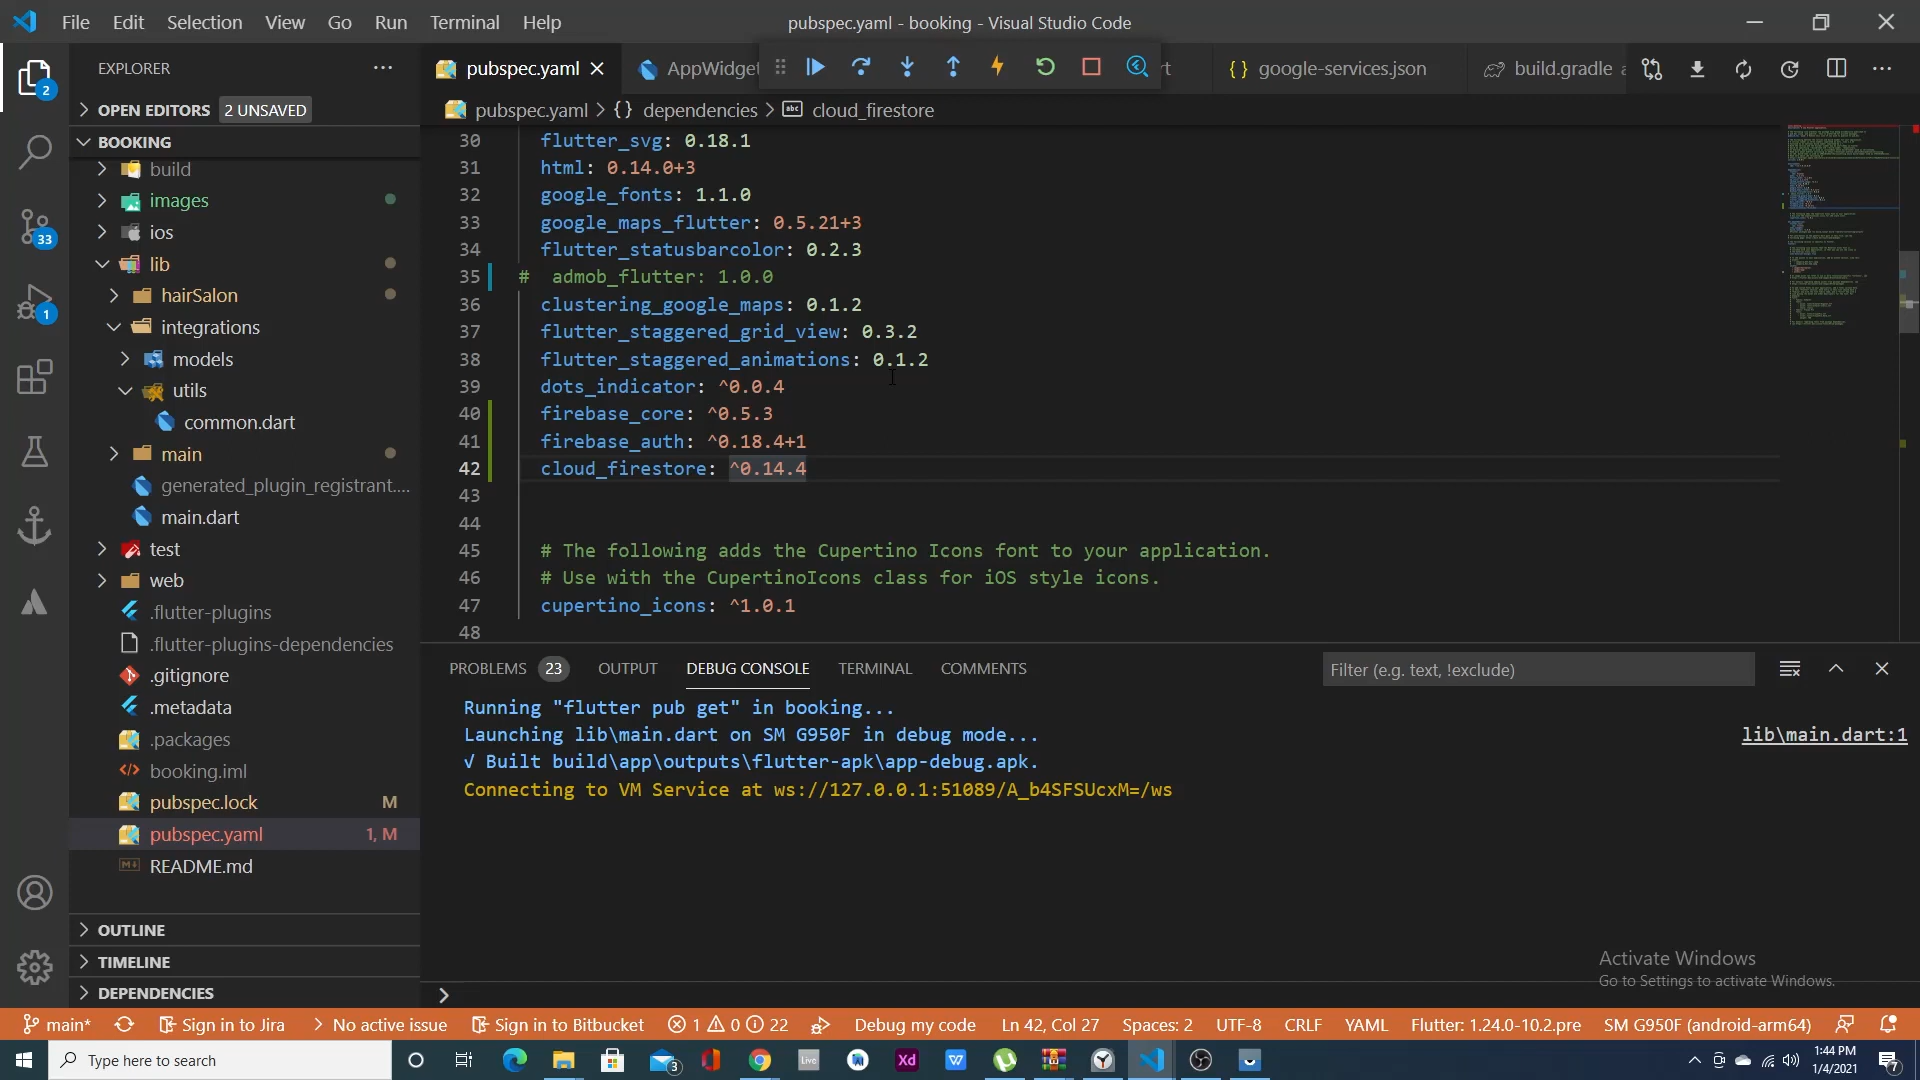 File Edit Selection View Go Run Terminal Help
pubspec.yaml - booking - Visual Studio Code
EXPLORER
OPEN EDITORS 2 UNSAVED
BOOKING
build
images
ios
lib
hairSalon
integrations
models
utils
common.dart
main
generated_plugin_registrant....
main.dart
test
web
.flutter-plugins
.flutter-plugins-dependencies
.gitignore
.metadata
.packages
booking.iml
pubspec.lock M
pubspec.yaml 1, M
README.md
OUTLINE
TIMELINE
DEPENDENCIES
2
33
1
pubspec.yaml AppWidget rt {} google-services.json build.gradle a
pubspec.yaml > {} dependencies > abc cloud_firestore
30 flutter_svg: 0.18.1
31 html: 0.14.0+3
32 google_fonts: 1.1.0
33 google_maps_flutter: 0.5.21+3
34 flutter_statusbarcolor: 0.2.3
35 # admob_flutter: 1.0.0
36 clustering_google_maps: 0.1.2
37 flutter_staggered_grid_view: 0.3.2
38 flutter_staggered_animations: 0.1.2
39 dots_indicator: ^0.0.4
40 firebase_core: ^0.5.3
41 firebase_auth: ^0.18.4+1
42 cloud_firestore: ^0.14.4
43
44
45 # The following adds the Cupertino Icons font to your application.
46 # Use with the CupertinoIcons class for iOS style icons.
47 cupertino_icons: ^1.0.1
48
PROBLEMS 23 OUTPUT DEBUG CONSOLE TERMINAL COMMENTS Filter (e.g. text, !exclude)
Running "flutter pub get" in booking...
Launching lib\main.dart on SM G950F in debug mode... lib\main.dart:1
√ Built build\app\outputs\flutter-apk\app-debug.apk.
Connecting to VM Service at ws://127.0.0.1:51089/A_b4SFSUcxM=/ws
Activate Windows
Go to Settings to activate Windows.
main* Sign in to Jira No active issue Sign in to Bitbucket 1 0 22 Debug my code Ln 42, Col 27 Spaces: 2 UTF-8 CRLF YAML Flutter: 1.24.0-10.2.pre SM G950F (android-arm64)
Type here to search
3
Live
Xd
W
1:44 PM
1/4/2021
7